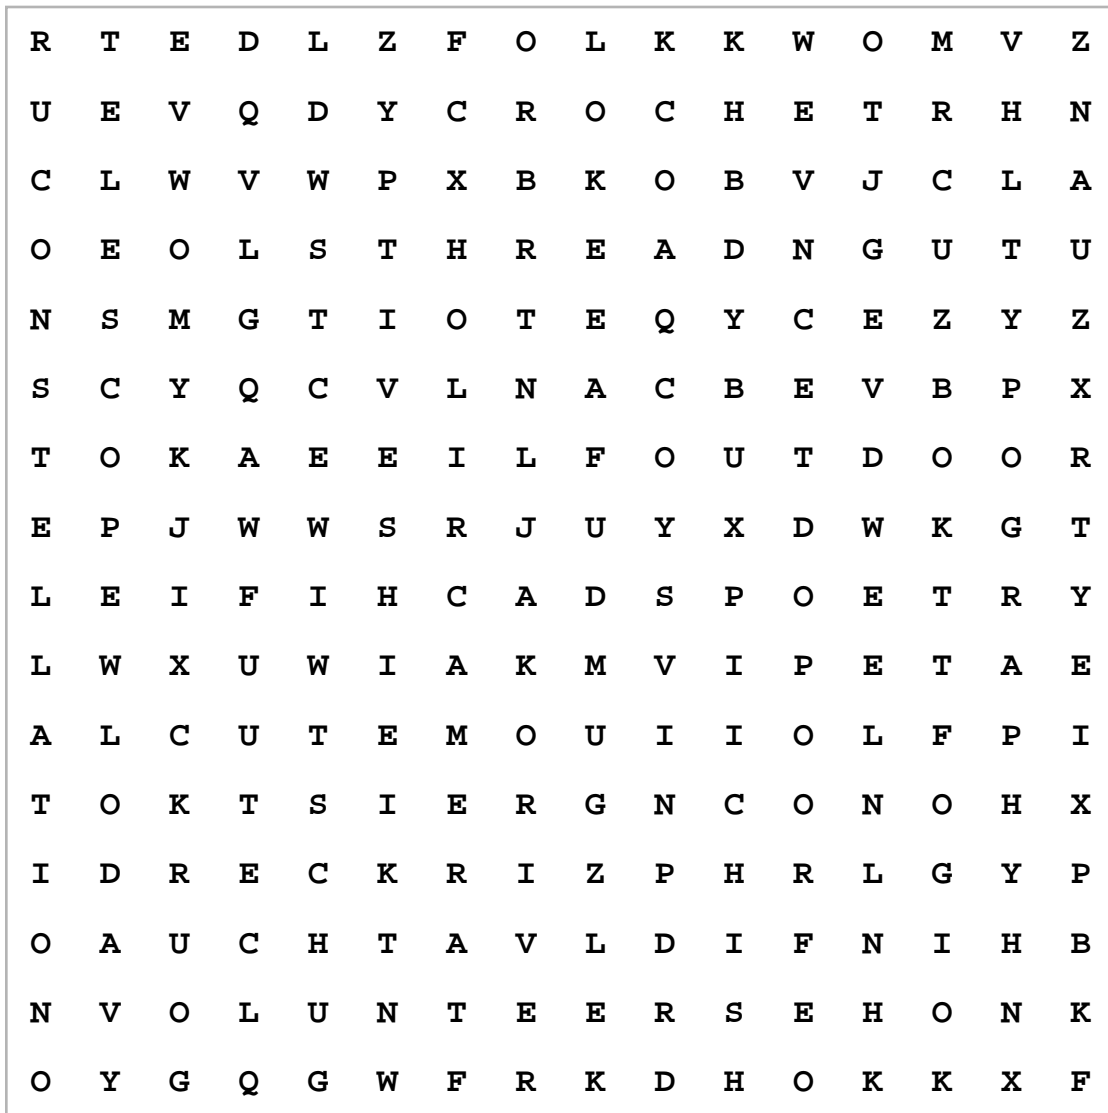 R T E D L Z F O L K K W O M V Z
U E V Q D Y C R O C H E T R H N
C L W V W P X B K O B V J C L A
O E O L S T H R E A D N G U T U
N S M G T I O T E Q Y C E Z Y Z
S C Y Q C V L N A C B E V B P X
T O K A E E I L F O U T D O O R
E P J W W S R J U Y X D W K G T
L E I F I H C A D S P O E T R Y
L W X U W I A K M V I P E T A E
A L C U T E M O U I I O L F P I
T O K T S I E R G N C O N O H X
I D R E C K R I Z P H R L G Y P
O A U C H T A V L D I F N I H B
N V O L U N T E E R S E H O N K
O Y G Q G W F R K D H O K K X F